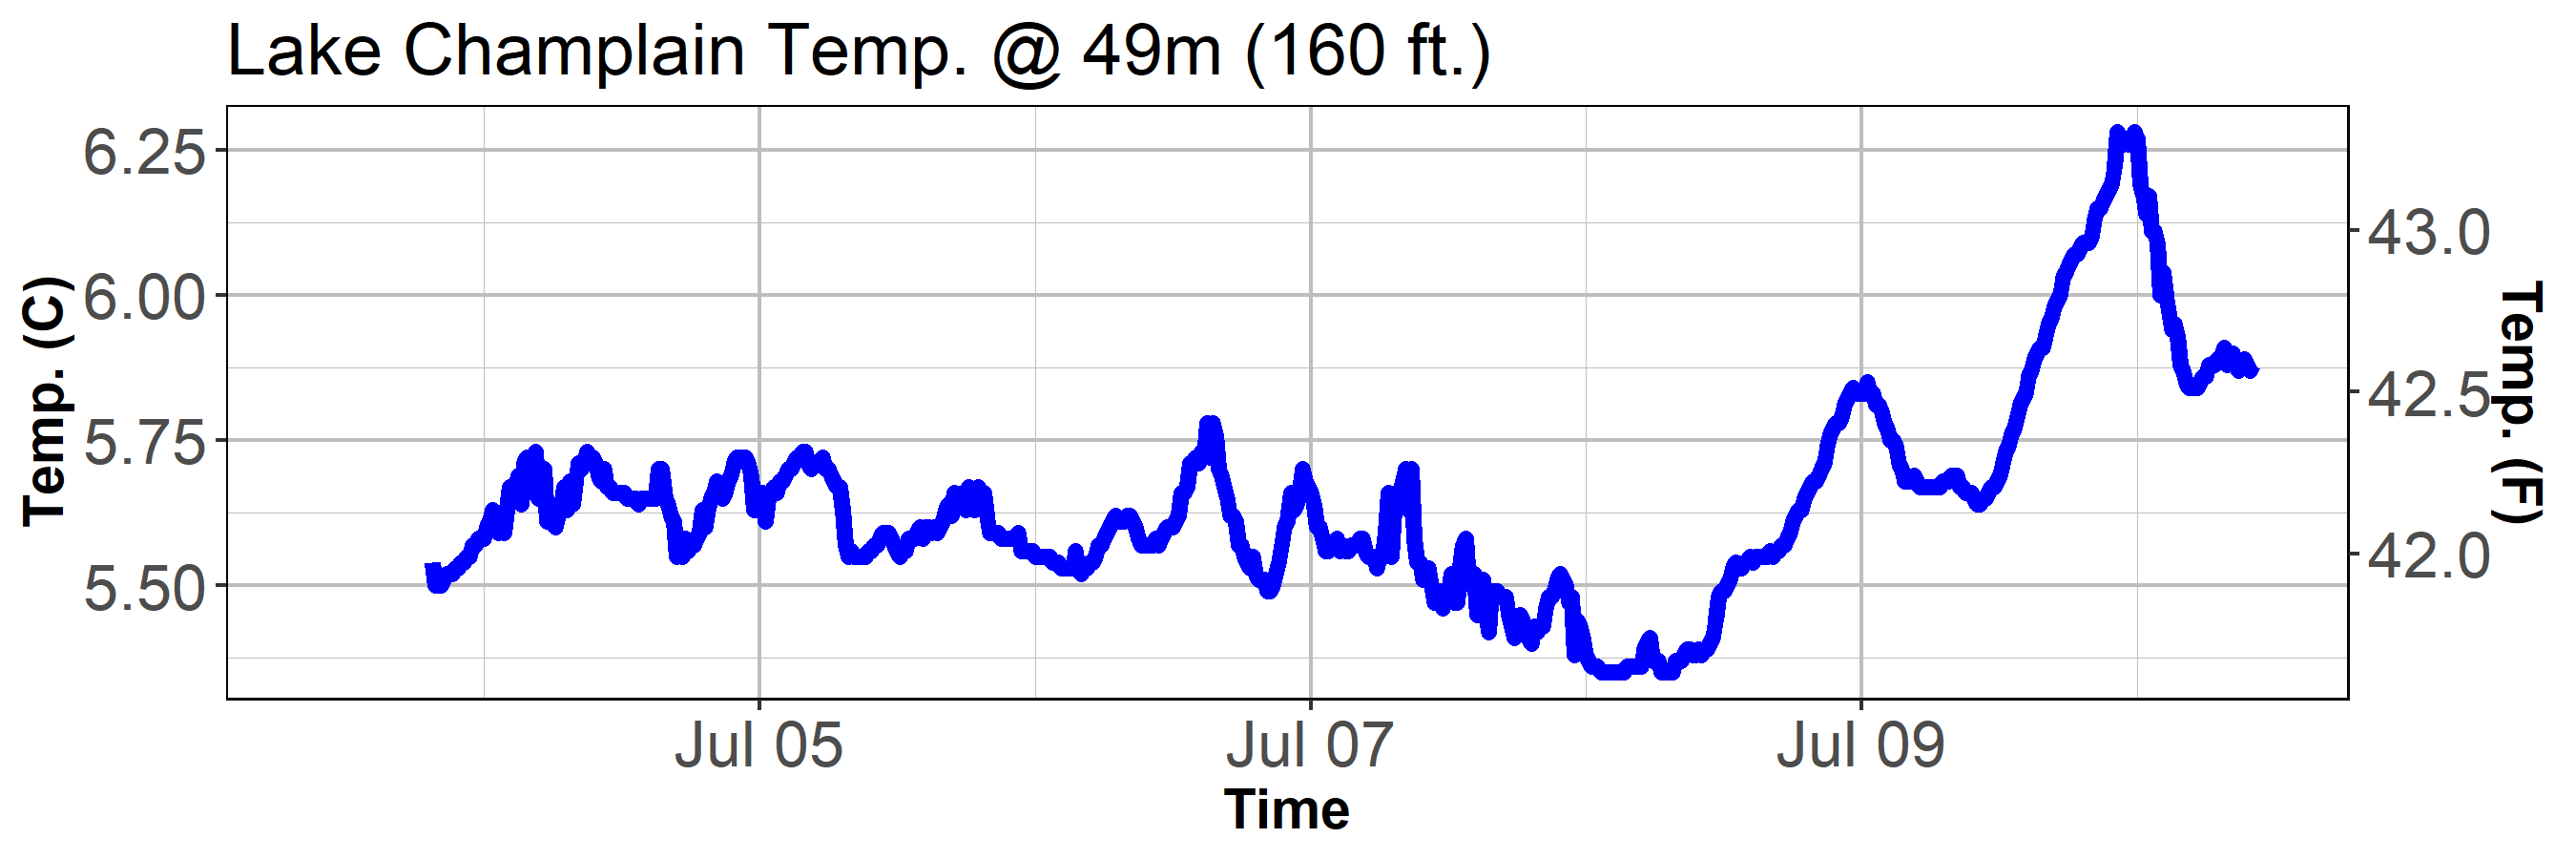 Lake Champlain Temp. @ 49m (160 ft.)
Temp. (C)
6.25
6.00
5.75
5.50
43.0
42.5
42.0
Temp. (F)
Jul 05
Jul 07
Jul 09
Time